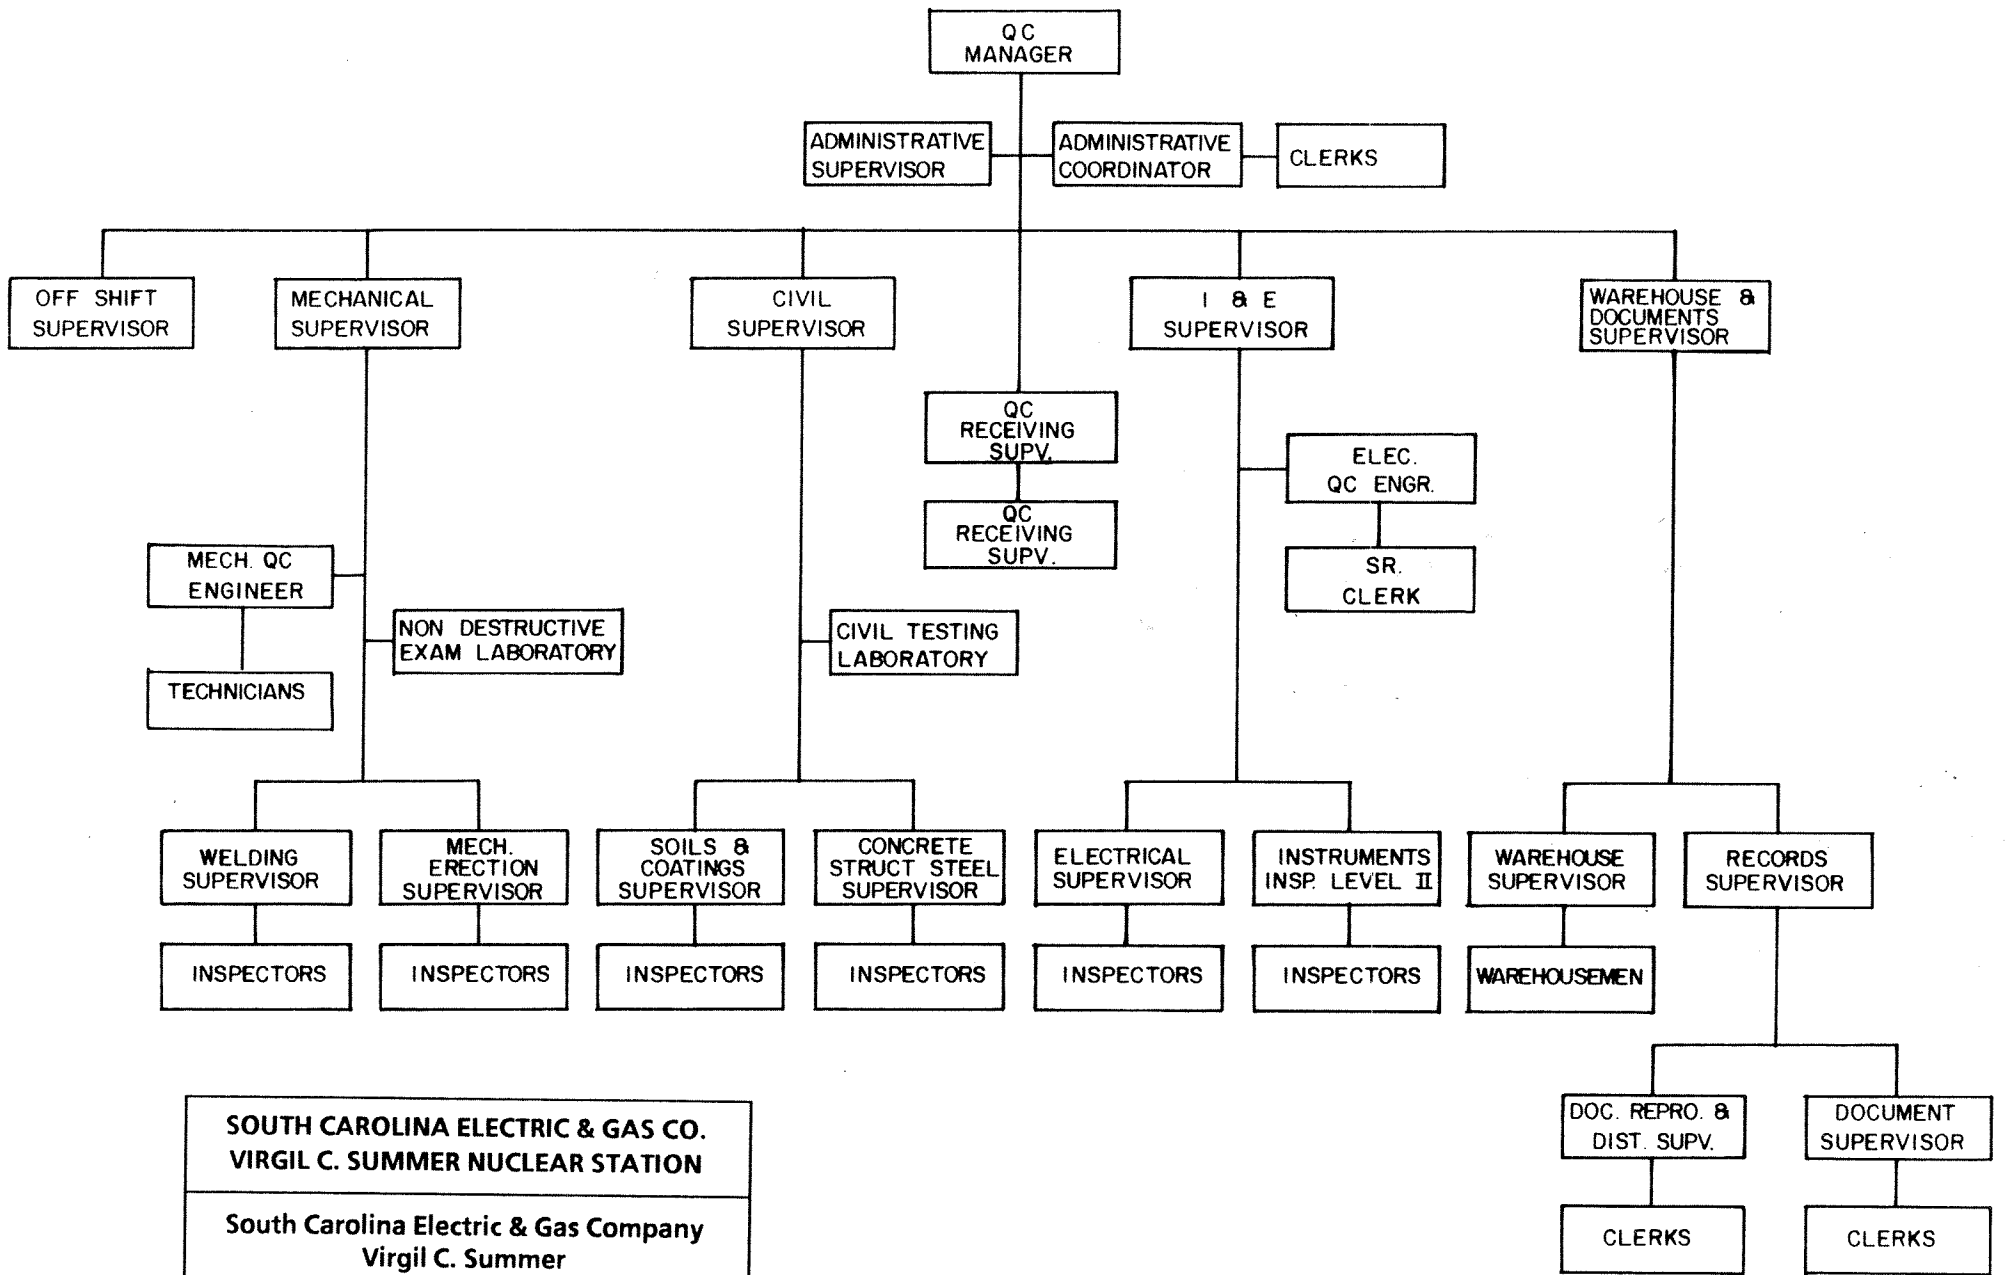 QC
MANAGER
ADMINISTRATIVE
SUPERVISOR
ADMINISTRATIVE
COORDINATOR
CLERKS
OFF SHIFT
SUPERVISOR
MECHANICAL
SUPERVISOR
CIVIL
SUPERVISOR
I & E
SUPERVISOR
WAREHOUSE &
DOCUMENTS
SUPERVISOR
QC
RECEIVING
SUPV.
QC
RECEIVING
SUPV.
ELEC.
QC ENGR.
SR.
CLERK
MECH. QC
ENGINEER
TECHNICIANS
NON DESTRUCTIVE
EXAM LABORATORY
CIVIL TESTING
LABORATORY
WELDING
SUPERVISOR
MECH.
ERECTION
SUPERVISOR
SOILS &
COATINGS
SUPERVISOR
CONCRETE
STRUCT STEEL
SUPERVISOR
ELECTRICAL
SUPERVISOR
INSTRUMENTS
INSP. LEVEL II
WAREHOUSE
SUPERVISOR
RECORDS
SUPERVISOR
INSPECTORS
INSPECTORS
INSPECTORS
INSPECTORS
INSPECTORS
INSPECTORS
WAREHOUSEMEN
DOC. REPRO. &
DIST. SUPV.
DOCUMENT
SUPERVISOR
CLERKS
CLERKS
SOUTH CAROLINA ELECTRIC & GAS CO.
VIRGIL C. SUMMER NUCLEAR STATION
South Carolina Electric & Gas Company
Virgil C. Summer